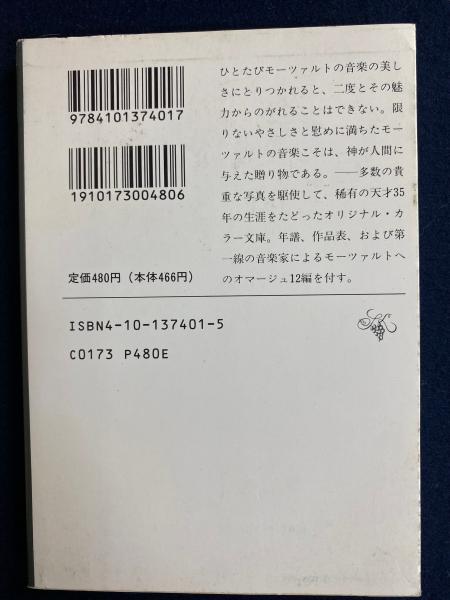 9784101374017
1910173004806
定価480円（本体466円）
ひとたびモーツァルトの音楽の美し
さにとりつかれると、二度とその魅
力からのがれることはできない。限
りないやさしさと慰めに満ちたモー
ツァルトの音楽こそは、神が人間に
与えた贈り物である。――多数の貴
重な写真を駆使して、稀有の天才35
年の生涯をたどったオリジナル・カ
ラー文庫。年譜、作品表、および第
一線の音楽家によるモーツァルトへ
のオマージュ12編を付す。
ISBN4-10-137401-5
C0173 P480E